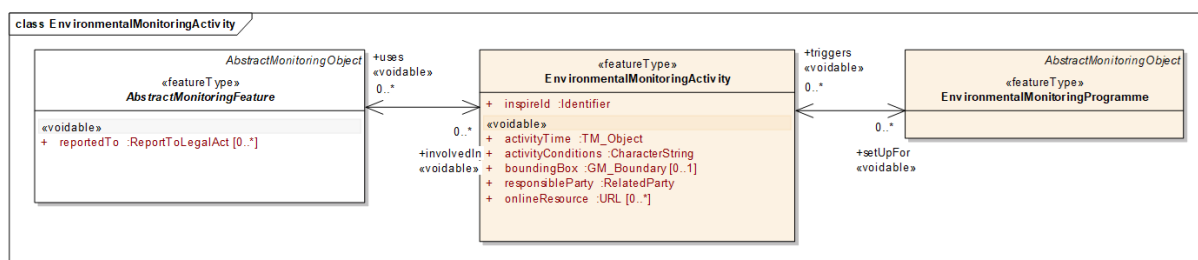 class EnvironmentalMonitoringActivity
AbstractMonitoringObject
«featureType»
AbstractMonitoringFeature
«voidable»
+ reportedTo :ReportToLegalAct [0..*]
+uses
«voidable»
0..*
0..*
+involvedIn
«voidable»
«featureType»
EnvironmentalMonitoringActivity
+ inspireId :Identifier
«voidable»
+ activityTime :TM_Object
+ activityConditions :CharacterString
+ boundingBox :GM_Boundary [0..1]
+ responsibleParty :RelatedParty
+ onlineResource :URL [0..*]
+triggers
«voidable»
0..*
0..*
+setUpFor
«voidable»
AbstractMonitoringObject
«featureType»
EnvironmentalMonitoringProgramme